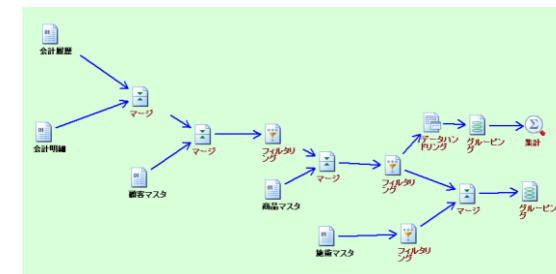 会計履歴
会計明細
マージ
顧客マスタ
マージ
フィルタリ
ング
商品マスタ
マージ
施策マスタ
フィルタリ
ング
フィルタリ
ング
データハン
ドリング
グルーピン
グ
集計
マージ
グルーピン
グ